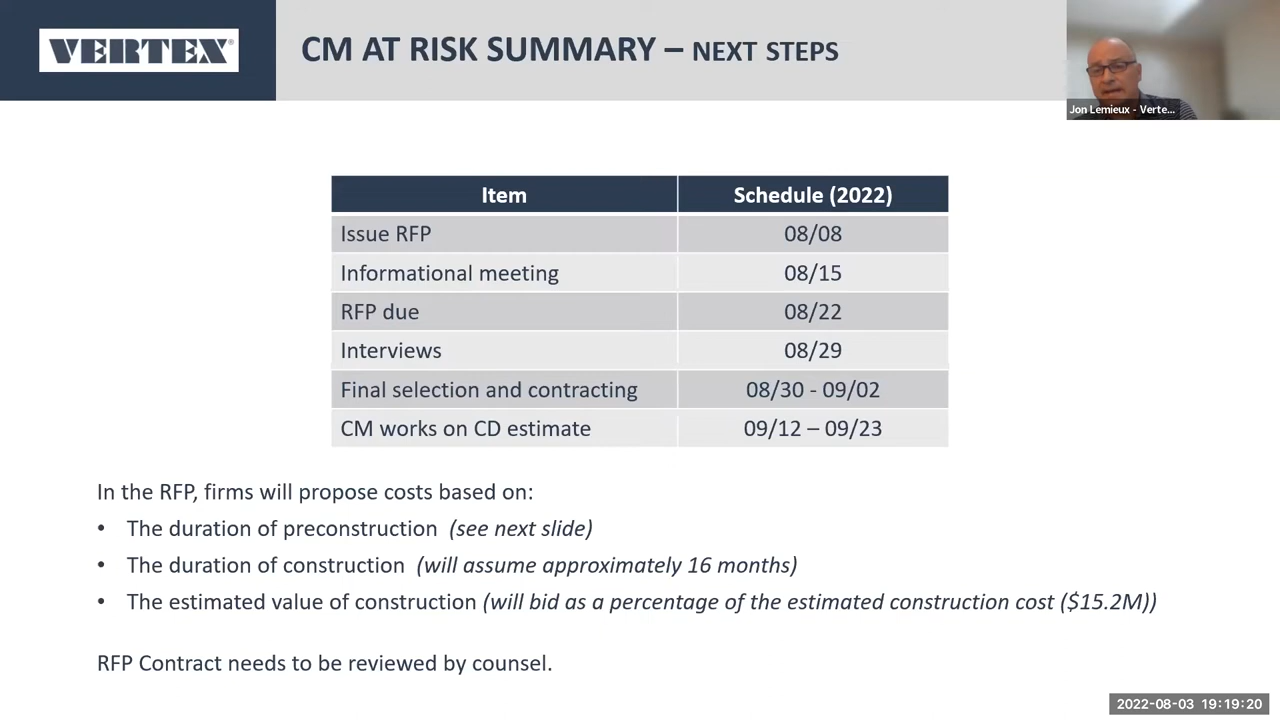 VERTEX®
CM AT RISK SUMMARY – NEXT STEPS
Jon Lemieux - Verte...
Item Schedule (2022)
Issue RFP 08/08
Informational meeting 08/15
RFP due 08/22
Interviews 08/29
Final selection and contracting 08/30 - 09/02
CM works on CD estimate 09/12 – 09/23
In the RFP, firms will propose costs based on:
• The duration of preconstruction (see next slide)
• The duration of construction (will assume approximately 16 months)
• The estimated value of construction (will bid as a percentage of the estimated construction cost ($15.2M))
RFP Contract needs to be reviewed by counsel.
2022-08-03 19:19:20